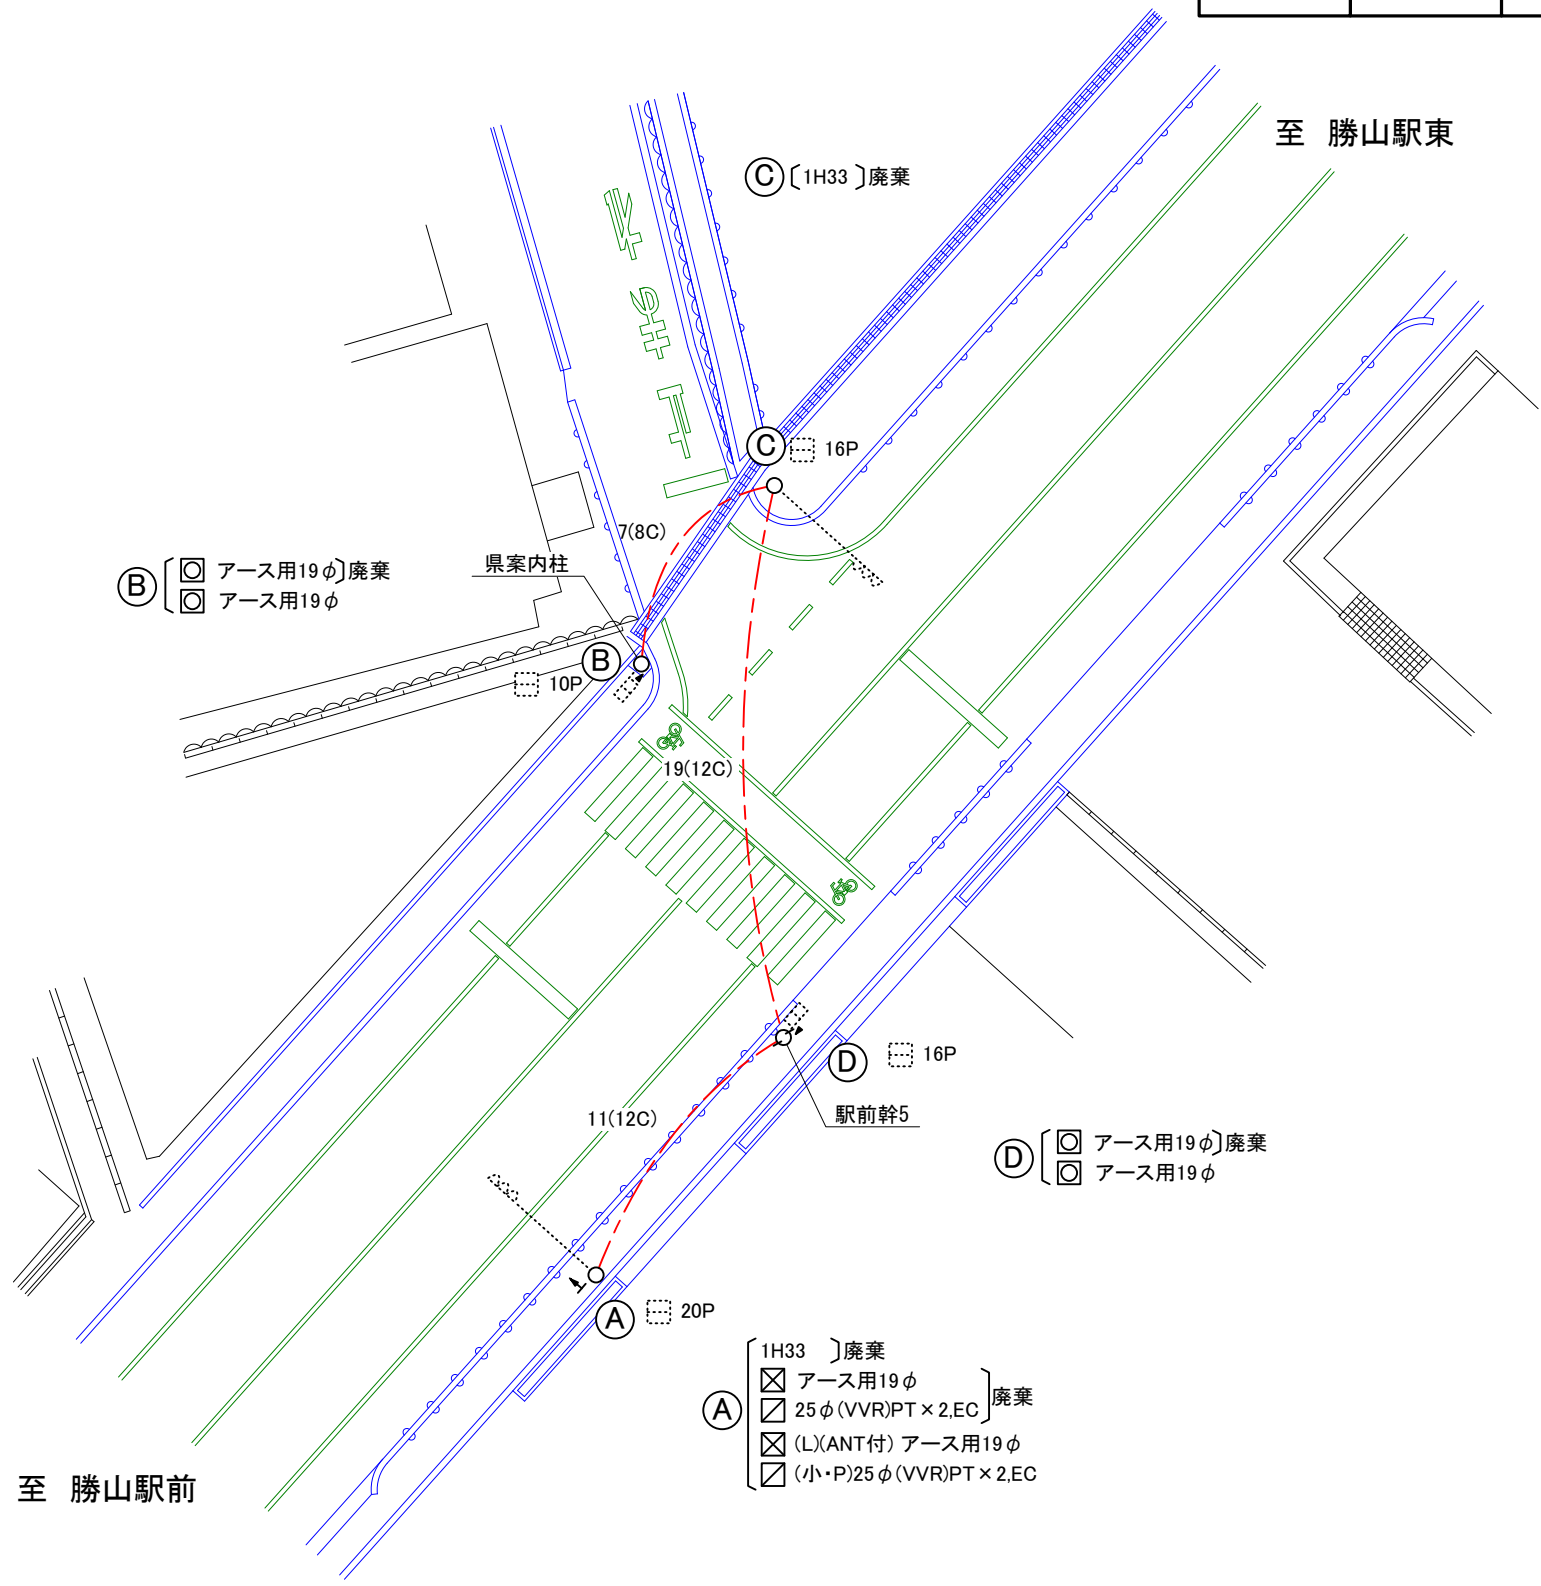 至 勝山駅東
C 〔1H33 〕廃棄
C 16P
7(8C)
県案内柱
B アース用19φ〕廃棄
アース用19φ
B
10P
19(12C)
D 16P
11(12C)
駅前幹5
D アース用19φ〕廃棄
アース用19φ
A 20P
A 1H33 〕廃棄
アース用19φ
25φ(VVR)PT×2,EC 廃棄
(L)(ANT付) アース用19φ
(小・P)25φ(VVR)PT×2,EC
至 勝山駅前